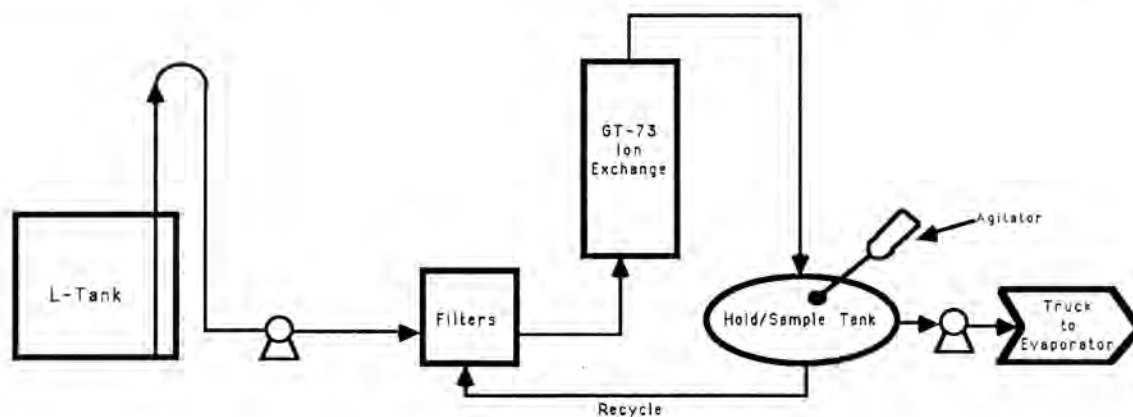 GT-73
Ion
Exchange
Agitator
L-Tank
Filters
Hold/Sample Tank
Truck
to
Evaporator
Recycle